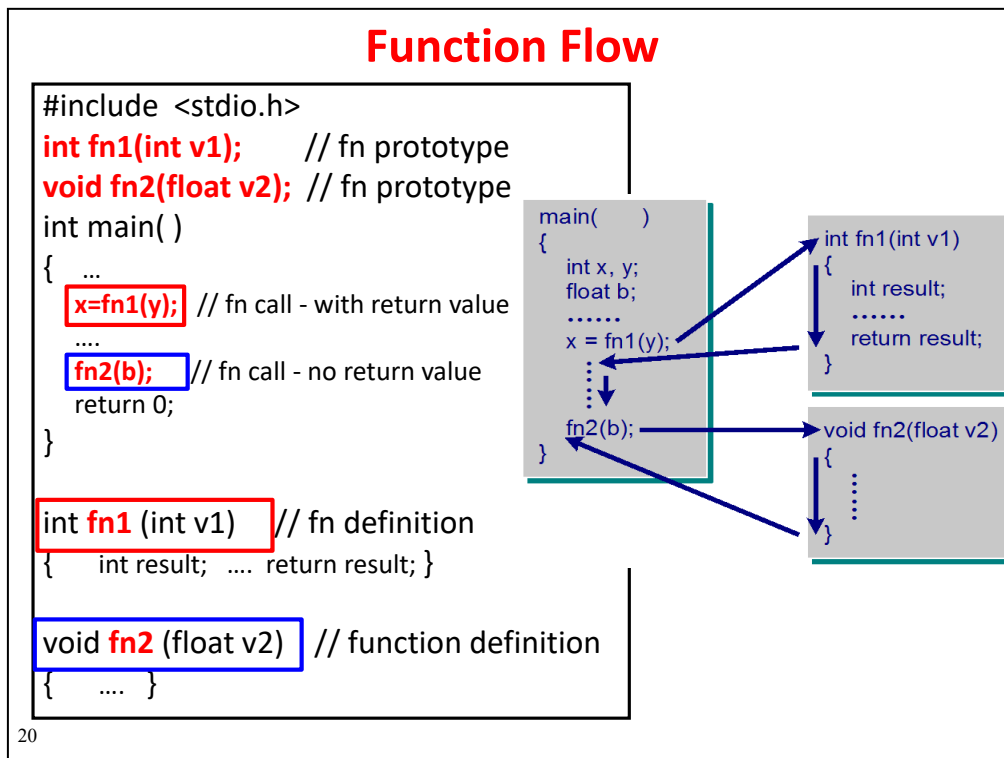 Function Flow
#include <stdio.h>
int fn1(int v1); // fn prototype
void fn2(float v2); // fn prototype
int main( )
{ …
x=fn1(y); // fn call - with return value
….
fn2(b); // fn call - no return value
return 0;
}
int fn1 (int v1) // fn definition
{ int result; …. return result; }
void fn2 (float v2) // function definition
{ …. }
main( )
{
int x, y;
float b;
......
x = fn1(y);
fn2(b);
}
int fn1(int v1)
{
int result;
......
return result;
}
void fn2(float v2)
{
}
20